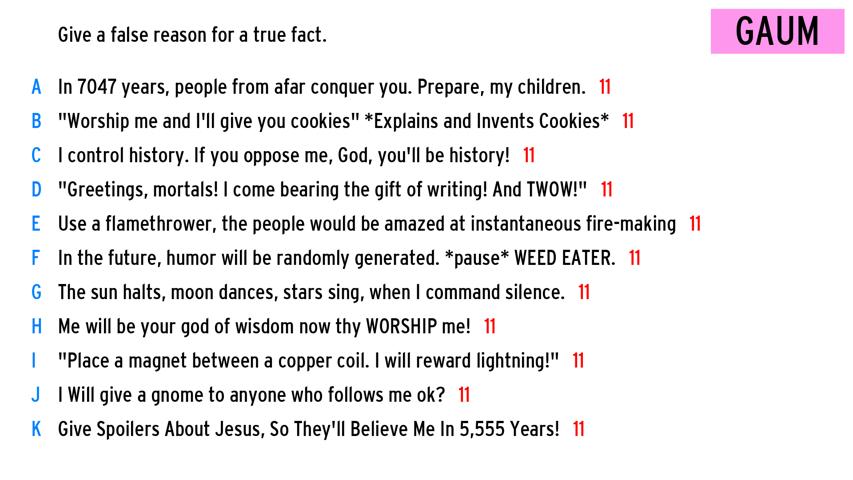 Give a false reason for a true fact.
GAUM
A In 7047 years, people from afar conquer you. Prepare, my children. 11
B "Worship me and I'll give you cookies" *Explains and Invents Cookies* 11
C I control history. If you oppose me, God, you'll be history! 11
D "Greetings, mortals! I come bearing the gift of writing! And TWOW!" 11
E Use a flamethrower, the people would be amazed at instantaneous fire-making 11
F In the future, humor will be randomly generated. *pause* WEED EATER. 11
G The sun halts, moon dances, stars sing, when I command silence. 11
H Me will be your god of wisdom now thy WORSHIP me! 11
I "Place a magnet between a copper coil. I will reward lightning!" 11
J I Will give a gnome to anyone who follows me ok? 11
K Give Spoilers About Jesus, So They'll Believe Me In 5,555 Years! 11